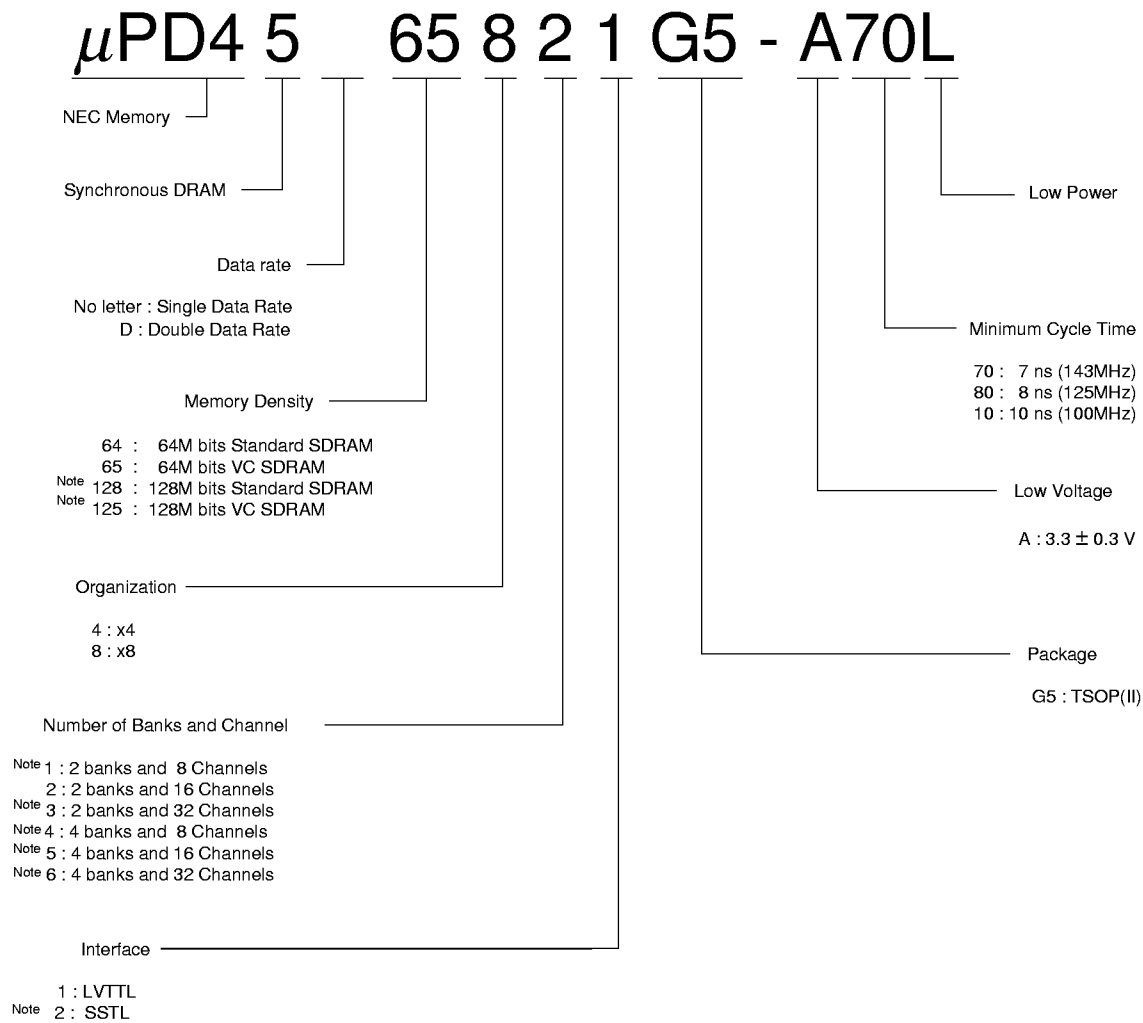 µPD4 5 65 8 2 1 G5 - A70L
NEC Memory
Synchronous DRAM
Low Power
Data rate
No letter : Single Data Rate
D : Double Data Rate
Minimum Cycle Time
70 : 7 ns (143MHz)
80 : 8 ns (125MHz)
10 : 10 ns (100MHz)
Memory Density
64 : 64M bits Standard SDRAM
65 : 64M bits VC SDRAM
Note 128 : 128M bits Standard SDRAM
Note 125 : 128M bits VC SDRAM
Low Voltage
A : 3.3 ± 0.3 V
Organization
4 : x4
8 : x8
Package
G5 : TSOP(II)
Number of Banks and Channel
Note 1 : 2 banks and 8 Channels
2 : 2 banks and 16 Channels
Note 3 : 2 banks and 32 Channels
Note 4 : 4 banks and 8 Channels
Note 5 : 4 banks and 16 Channels
Note 6 : 4 banks and 32 Channels
Interface
1 : LVTTL
Note 2 : SSTL